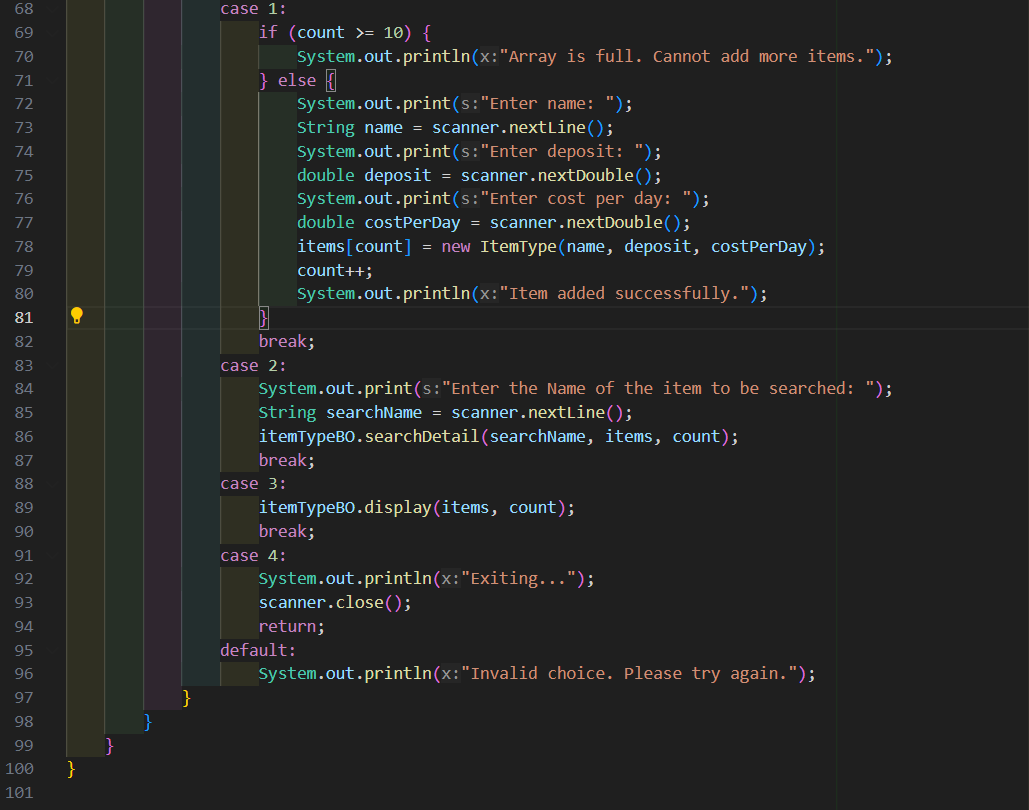 68 case 1:
69 if (count >= 10) {
70 System.out.println(x:"Array is full. Cannot add more items.");
71 } else {
72 System.out.print(s:"Enter name: ");
73 String name = scanner.nextLine();
74 System.out.print(s:"Enter deposit: ");
75 double deposit = scanner.nextDouble();
76 System.out.print(s:"Enter cost per day: ");
77 double costPerDay = scanner.nextDouble();
78 items[count] = new ItemType(name, deposit, costPerDay);
79 count++;
80 System.out.println(x:"Item added successfully.");
81 }
82 break;
83 case 2:
84 System.out.print(s:"Enter the Name of the item to be searched: ");
85 String searchName = scanner.nextLine();
86 itemTypeBO.searchDetail(searchName, items, count);
87 break;
88 case 3:
89 itemTypeBO.display(items, count);
90 break;
91 case 4:
92 System.out.println(x:"Exiting...");
93 scanner.close();
94 return;
95 default:
96 System.out.println(x:"Invalid choice. Please try again.");
97 }
98 }
99 }
100 }
101